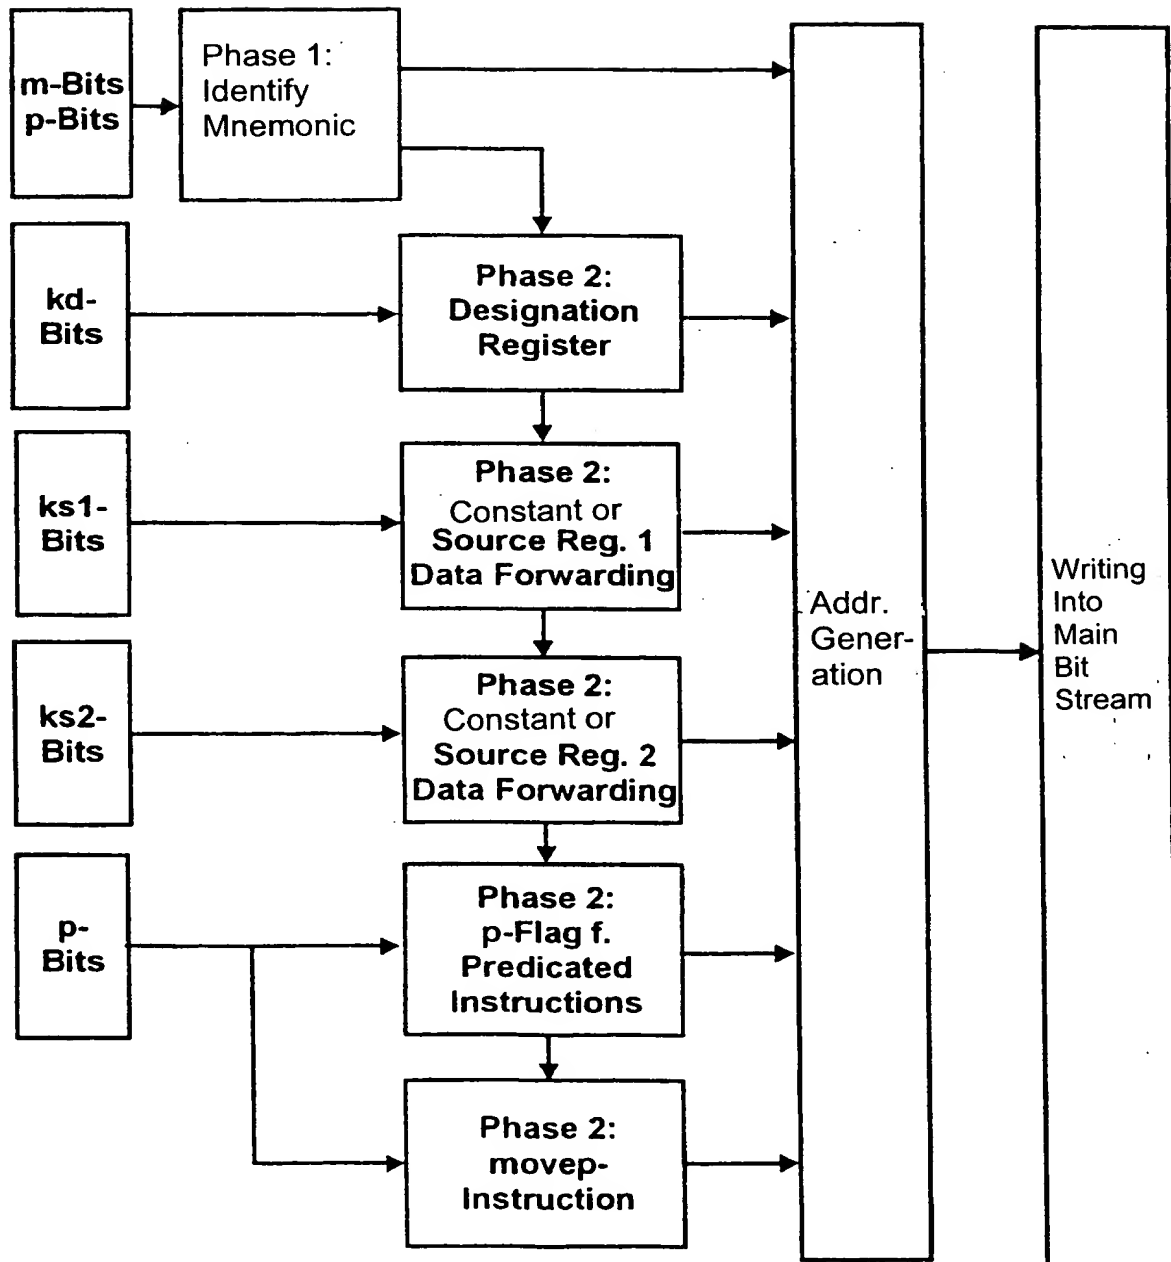 m-Bits
p-Bits
Phase 1:
Identify
Mnemonic
kd-
Bits
Phase 2:
Designation
Register
ks1-
Bits
Phase 2:
Constant or
Source Reg. 1
Data Forwarding
ks2-
Bits
Phase 2:
Constant or
Source Reg. 2
Data Forwarding
p-
Bits
Phase 2:
p-Flag f.
Predicated
Instructions
Phase 2:
movep-
Instruction
Addr.
Gener-
ation
Writing
Into
Main
Bit
Stream